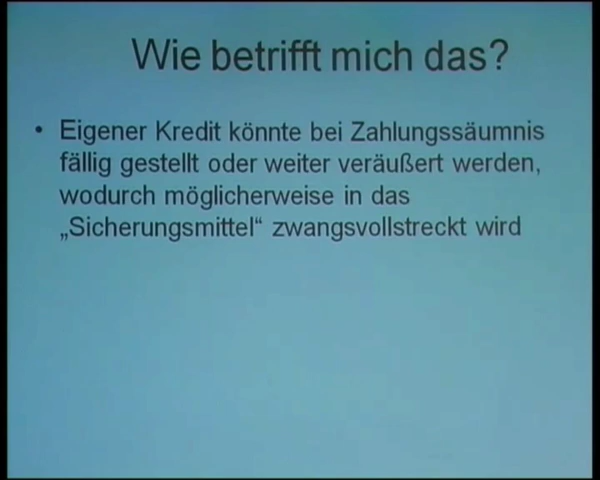 Wie betrifft mich das?
• Eigener Kredit könnte bei Zahlungssäumnis
fällig gestellt oder weiter veräußert werden,
wodurch möglicherweise in das
„Sicherungsmittel“ zwangsvollstreckt wird